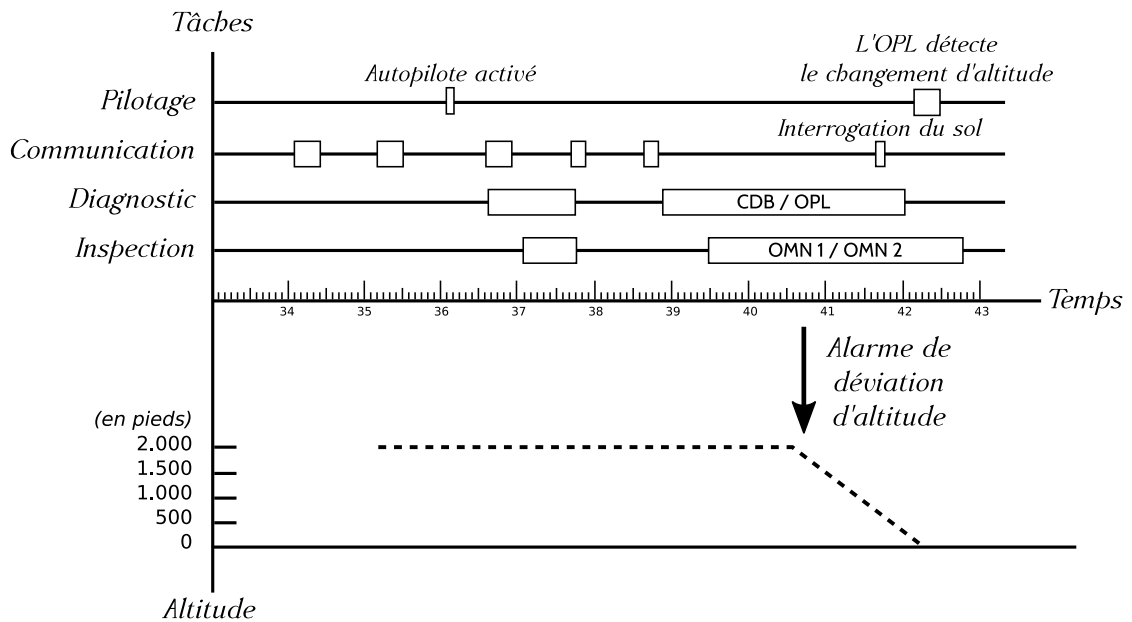 Tâches
L'OPL détecte
le changement d'altitude
Autopilote activé
Pilotage
Interrogation du sol
Communication
Diagnostic
CDB / OPL
Inspection
OMN 1 / OMN 2
Temps
34 35 36 37 38 39 40 41 42 43
Alarme de
déviation
d'altitude
(en pieds)
2.000
1.500
1.000
500
0
Altitude